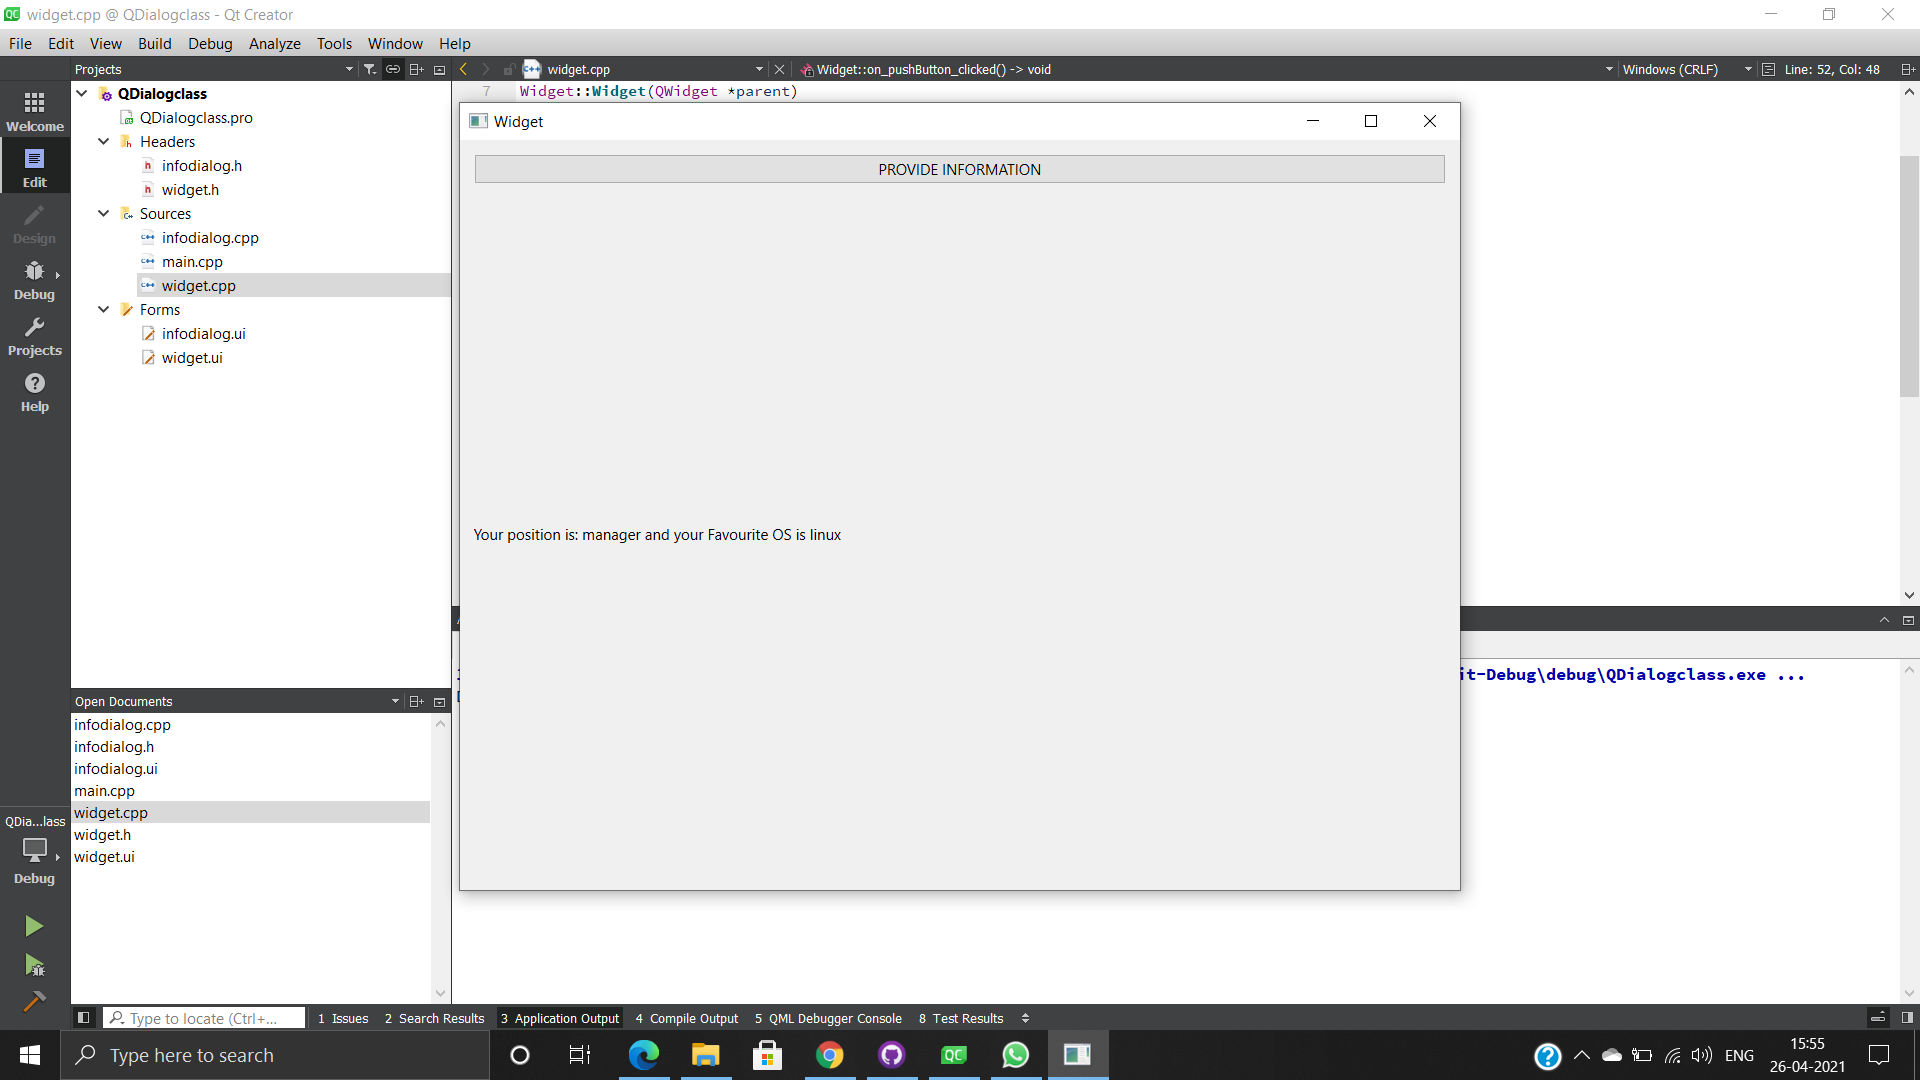 widget.cpp @ QDialogclass - Qt Creator
File Edit View Build Debug Analyze Tools Window Help
Projects
widget.cpp
Widget::on_pushButton_clicked() -> void
Windows (CRLF)
Line: 52, Col: 48
7 Widget::Widget(QWidget *parent)
Welcome
Edit
Design
Debug
Projects
Help
QDialogclass
QDialogclass.pro
Headers
infodialog.h
widget.h
Sources
infodialog.cpp
main.cpp
widget.cpp
Forms
infodialog.ui
widget.ui
Widget
PROVIDE INFORMATION
Your position is: manager and your Favourite OS is linux
it-Debug\debug\QDialogclass.exe ...
Open Documents
infodialog.cpp
infodialog.h
infodialog.ui
main.cpp
widget.cpp
widget.h
widget.ui
QDia...lass
Debug
Type to locate (Ctrl+...
1 Issues 2 Search Results 3 Application Output 4 Compile Output 5 QML Debugger Console 8 Test Results
Type here to search
ENG
15:55
26-04-2021